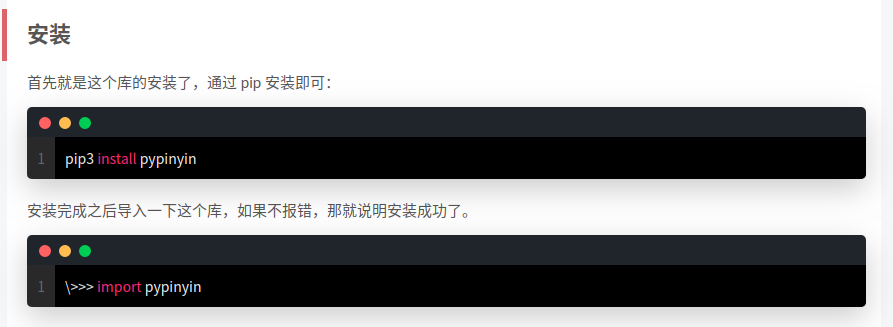 安装
首先就是这个库的安装了，通过 pip 安装即可：
1 pip3 install pypinyin
安装完成之后导入一下这个库，如果不报错，那就说明安装成功了。
1 \>>> import pypinyin